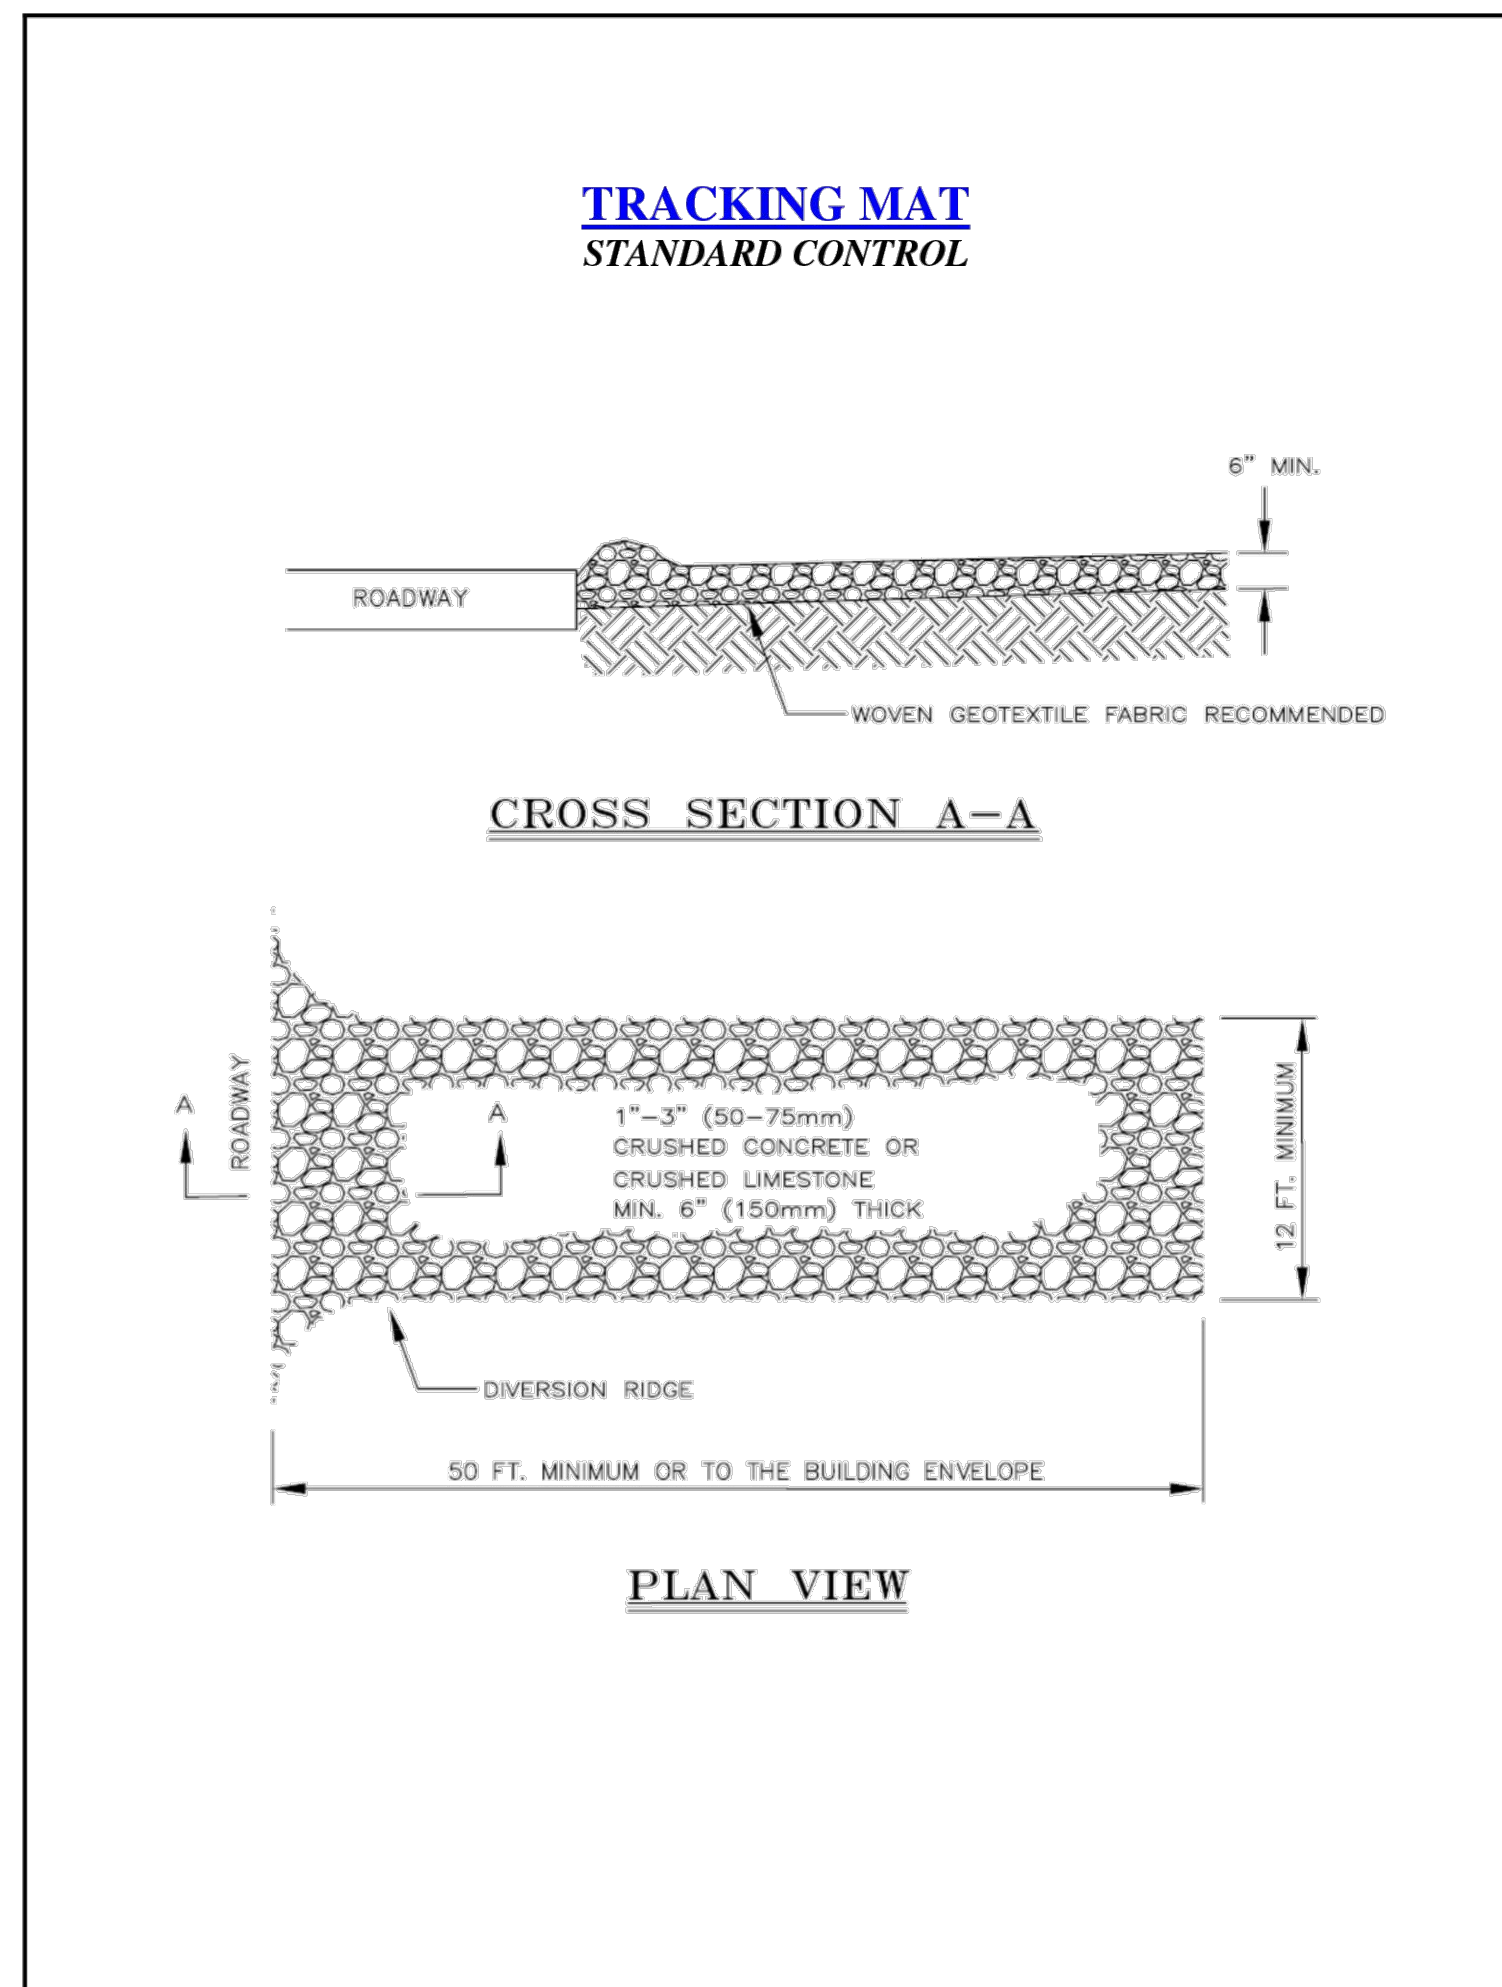 TRACKING MAT
STANDARD CONTROL
6" MIN.
ROADWAY
WOVEN GEOTEXTILE FABRIC RECOMMENDED
CROSS SECTION A-A
ROADWAY
A
A
1"-3" (50-75mm)
CRUSHED CONCRETE OR
CRUSHED LIMESTONE
MIN. 6" (150mm) THICK
12 FT. MINIMUM
DIVERSION RIDGE
50 FT. MINIMUM OR TO THE BUILDING ENVELOPE
PLAN VIEW